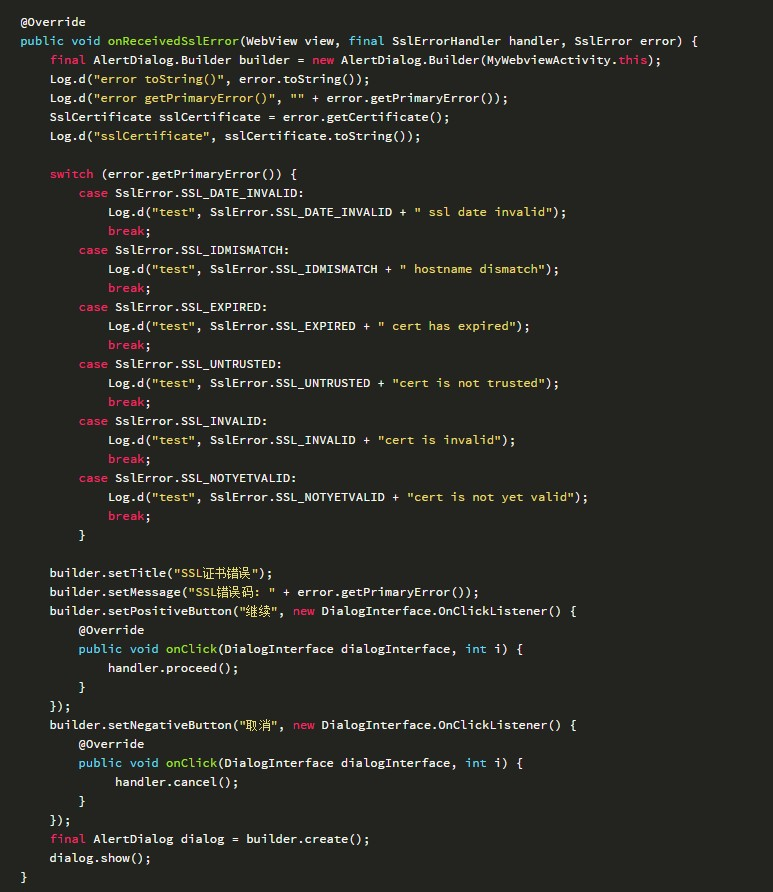 @Override
public void onReceivedSslError(WebView view, final SslErrorHandler handler, SslError error) {
    final AlertDialog.Builder builder = new AlertDialog.Builder(MyWebviewActivity.this);
    Log.d("error toString()", error.toString());
    Log.d("error getPrimaryError()", "" + error.getPrimaryError());
    SslCertificate sslCertificate = error.getCertificate();
    Log.d("sslCertificate", sslCertificate.toString());

    switch (error.getPrimaryError()) {
        case SslError.SSL_DATE_INVALID:
            Log.d("test", SslError.SSL_DATE_INVALID + " ssl date invalid");
            break;
        case SslError.SSL_IDMISMATCH:
            Log.d("test", SslError.SSL_IDMISMATCH + " hostname dismatch");
            break;
        case SslError.SSL_EXPIRED:
            Log.d("test", SslError.SSL_EXPIRED + " cert has expired");
            break;
        case SslError.SSL_UNTRUSTED:
            Log.d("test", SslError.SSL_UNTRUSTED + "cert is not trusted");
            break;
        case SslError.SSL_INVALID:
            Log.d("test", SslError.SSL_INVALID + "cert is invalid");
            break;
        case SslError.SSL_NOTYETVALID:
            Log.d("test", SslError.SSL_NOTYETVALID + "cert is not yet valid");
            break;
        }

    builder.setTitle("SSL证书错误");
    builder.setMessage("SSL错误码: " + error.getPrimaryError());
    builder.setPositiveButton("继续", new DialogInterface.OnClickListener() {
        @Override
        public void onClick(DialogInterface dialogInterface, int i) {
            handler.proceed();
        }
    });
    builder.setNegativeButton("取消", new DialogInterface.OnClickListener() {
        @Override
        public void onClick(DialogInterface dialogInterface, int i) {
             handler.cancel();
        }
    });
    final AlertDialog dialog = builder.create();
    dialog.show();
}